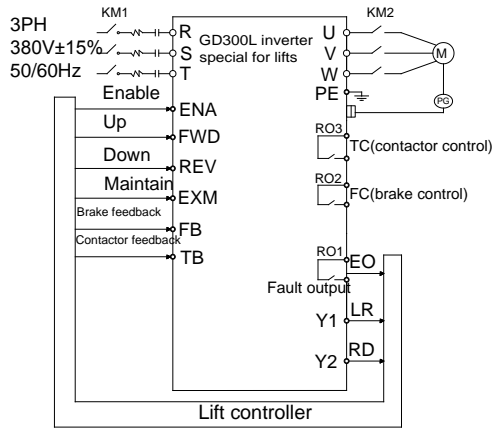 3PH
380V±15%
50/60Hz
KM1
R
S
T
GD300L inverter
special for lifts
U
V
W
PE
KM2
M
PG
Enable
ENA
Up
FWD
Down
REV
Maintain
EXM
Brake feedback
FB
Contactor feedback
TB
RO3
TC(contactor control)
RO2
FC(brake control)
RO1
EO
Fault output
Y1
LR
Y2
RD
Lift controller